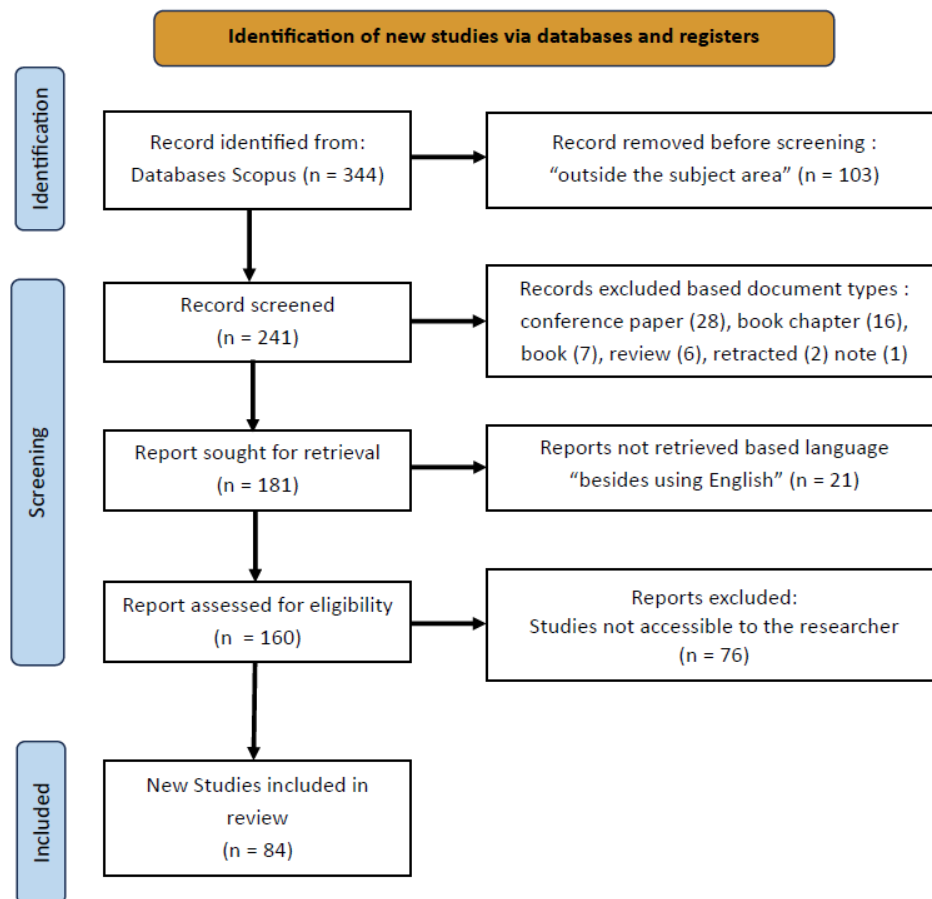 Identification of new studies via databases and registers
Identification
Record identified from:
Databases Scopus (n = 344)
Record removed before screening :
“outside the subject area” (n = 103)
Screening
Record screened
(n = 241)
Records excluded based document types :
conference paper (28), book chapter (16),
book (7), review (6), retracted (2) note (1)
Report sought for retrieval
(n = 181)
Reports not retrieved based language
“besides using English” (n = 21)
Report assessed for eligibility
(n = 160)
Reports excluded:
Studies not accessible to the researcher
(n = 76)
Included
New Studies included in
review
(n = 84)